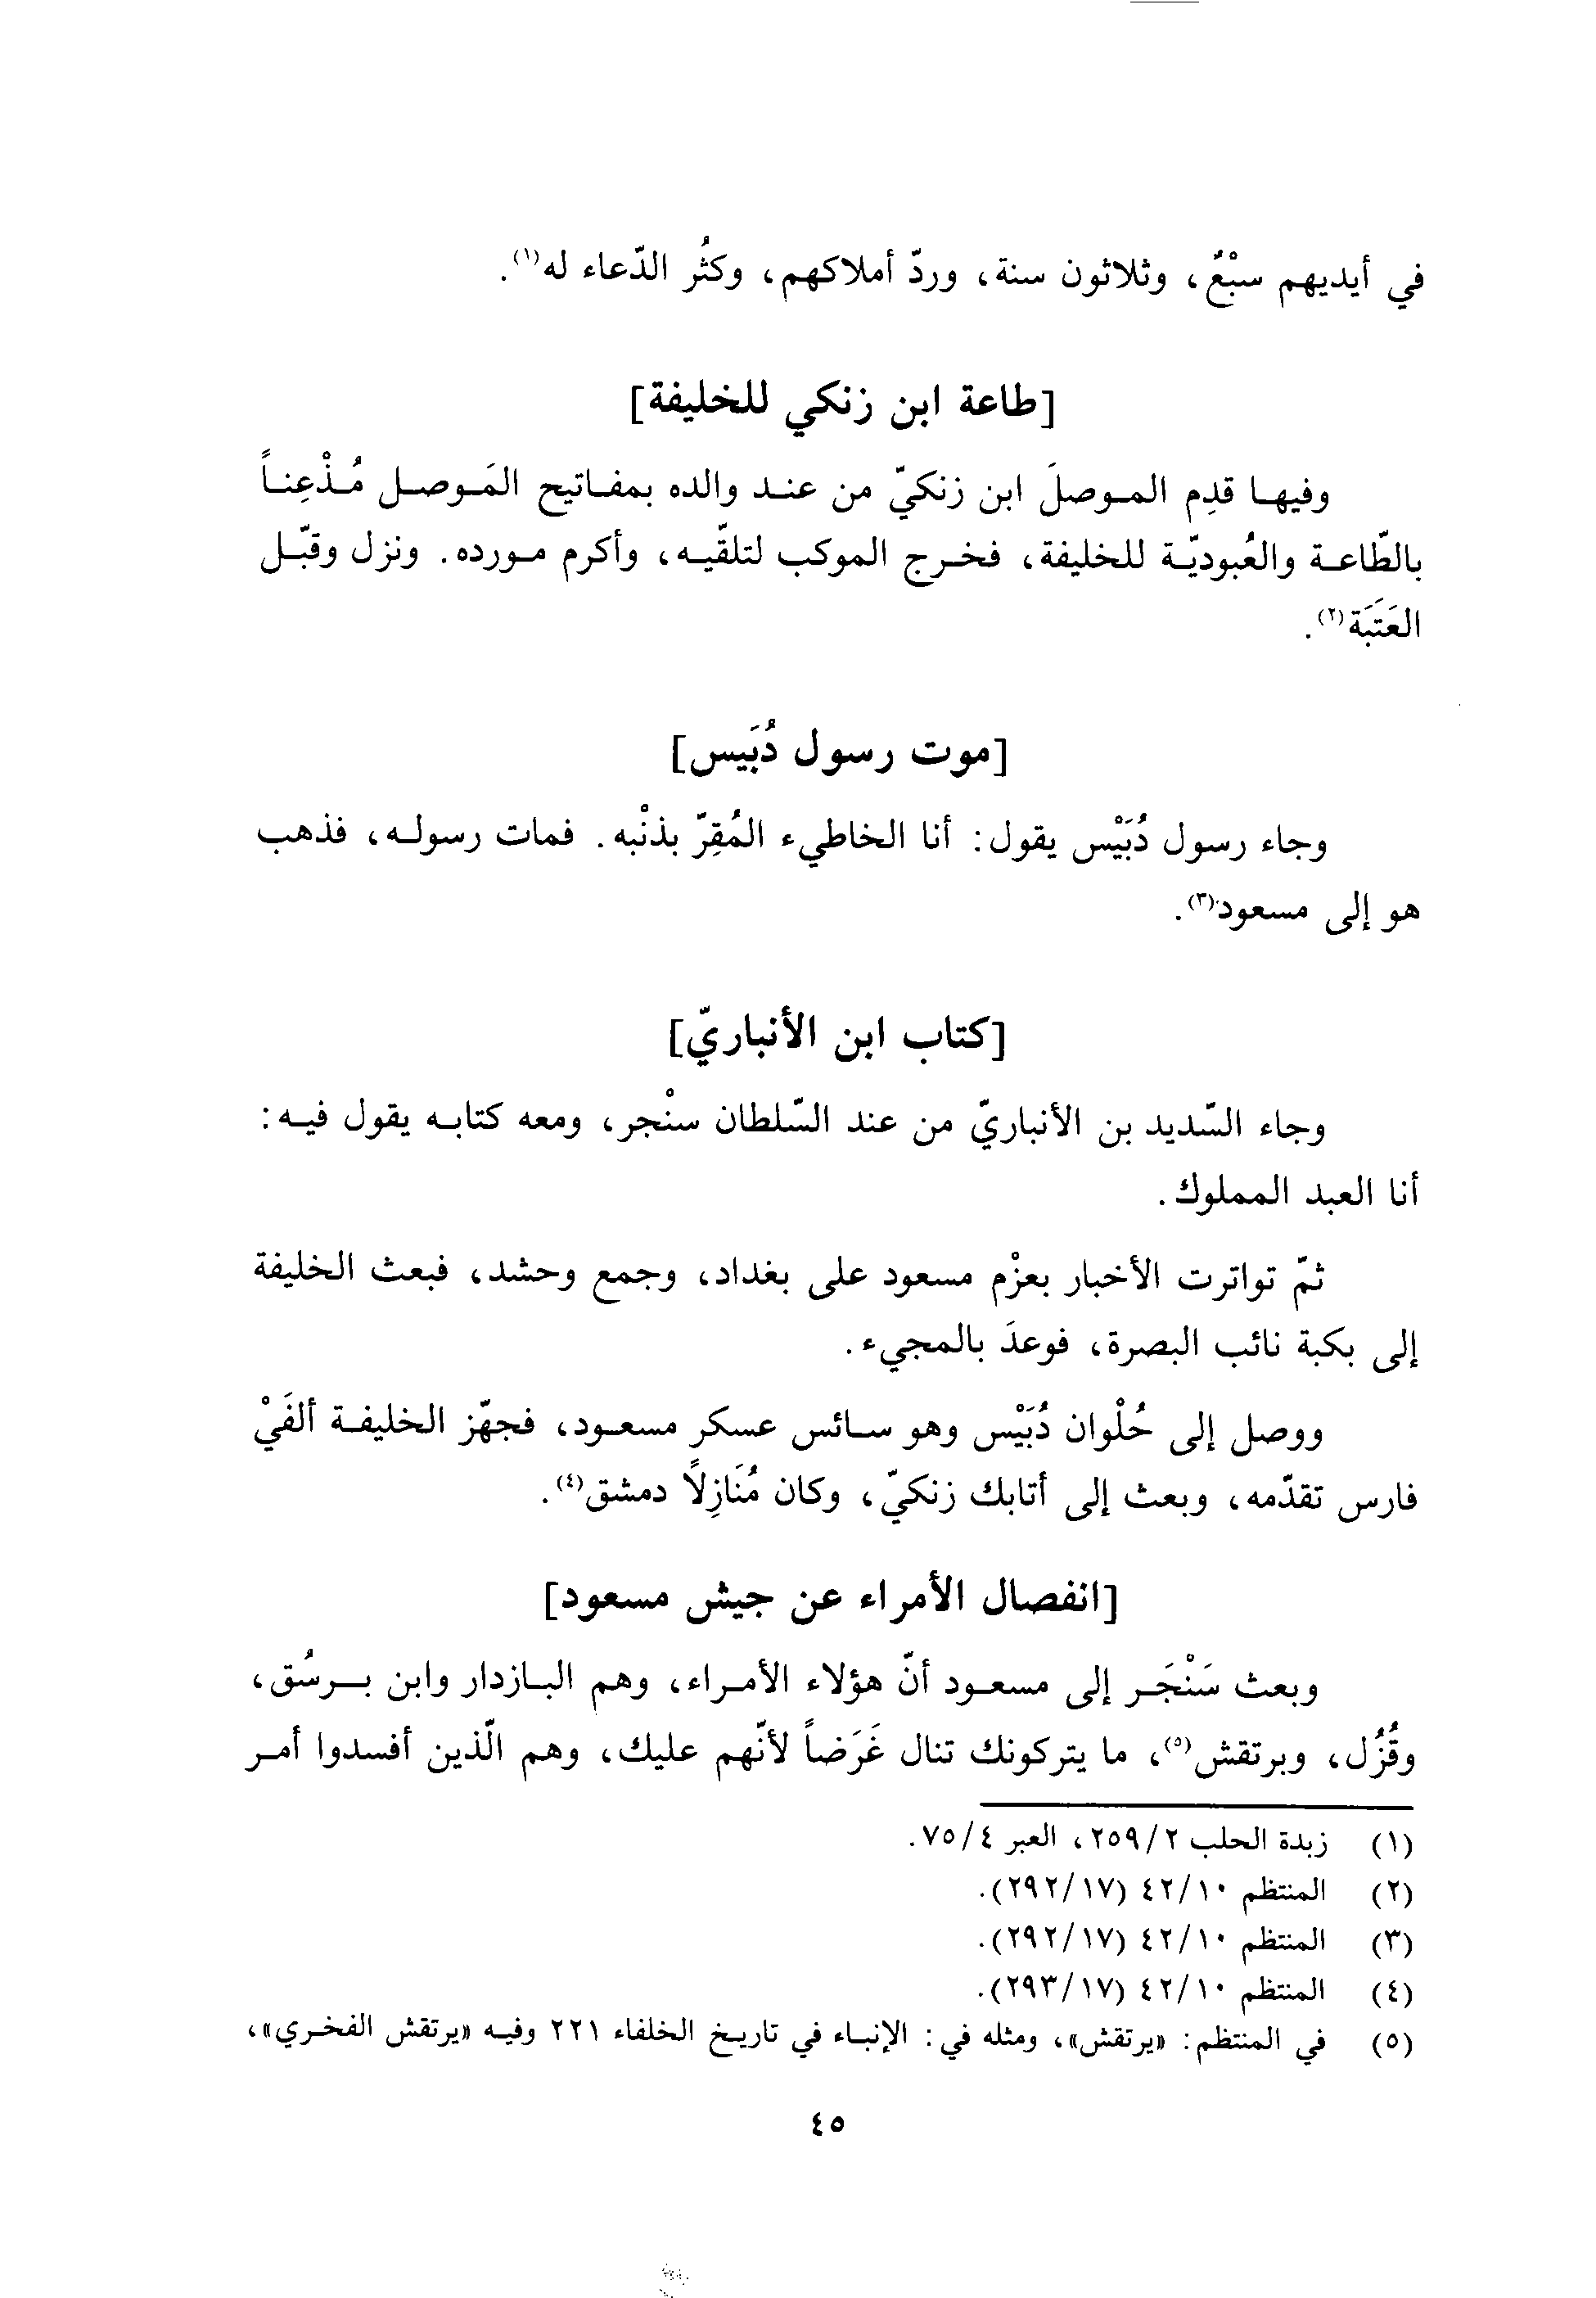 في أيديهم سبْعٌ، وثلاثون سنة، وردّ أملاكهم، وكثُر الدّعاء له(١).
[طاعة ابن زنكي للخليفة]
وفيها قدِم الموصلَ ابن زنكيّ من عند والده بمفاتيح المَوصل مُذْعِناً
بالطّاعة والعُبوديّة للخليفة، فخرج الموكب لتلقّيه، وأكرم مورده. ونزل وقبّل
العَتَبَة(٢).
[موت رسول دُبَيس]
وجاء رسول دُبَيْس يقول: أنا الخاطيء المُقِرّ بذنْبه. فمات رسوله، فذهب
هو إلى مسعود(٣).
[كتاب ابن الأنباريّ]
وجاء السّديد بن الأنباريّ من عند السّلطان سنْجر، ومعه كتابه يقول فيه:
أنا العبد المملوك.
ثمّ تواترت الأخبار بعزْم مسعود على بغداد، وجمع وحشد، فبعث الخليفة
إلى بكبة نائب البصرة، فوعدَ بالمجيء.
ووصل إلى حُلْوان دُبَيْس وهو سائس عسكر مسعود، فجهّز الخليفة ألفَيْ
فارس تقدّمه، وبعث إلى أتابك زنكيّ، وكان مُنَازِلاً دمشق(٤).
[انفصال الأمراء عن جيش مسعود]
وبعث سَنْجَر إلى مسعود أنّ هؤلاء الأمراء، وهم البازدار وابن برسُق،
وقُزُل، وبرتقش(٥)، ما يتركونك تنال غَرَضاً لأنّهم عليك، وهم الّذين أفسدوا أمر
(١) زبدة الحلب ٢/ ٢٥٩، العبر ٤/ ٧٥.
(٢) المنتظم ١٠/ ٤٢ (١٧/ ٢٩٢).
(٣) المنتظم ١٠/ ٤٢ (١٧/ ٢٩٢).
(٤) المنتظم ١٠/ ٤٢ (١٧/ ٢٩٣).
(٥) في المنتظم: «يرتقش»، ومثله في: الإنباء في تاريخ الخلفاء ٢٢١ وفيه «يرتقش الفخري»،
٤٥